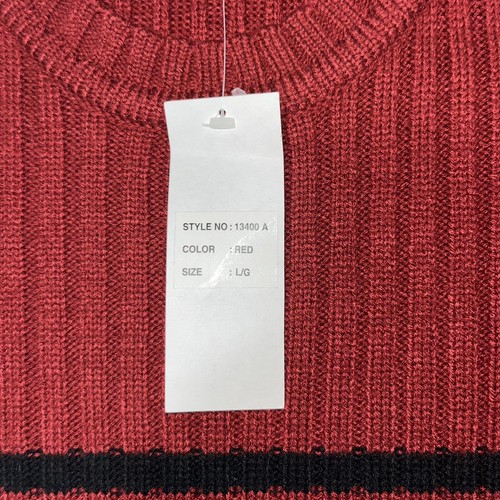 STYLE NO : 13400 A
COLOR : RED
SIZE : L/G